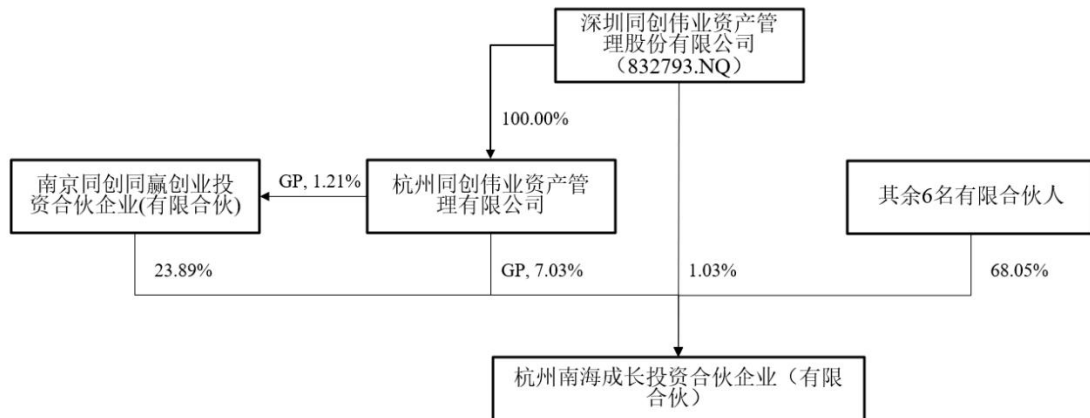 深圳同创伟业资产管
理股份有限公司
（832793.NQ）
100.00%
南京同创同赢创业投
资合伙企业(有限合伙)
GP, 1.21%
杭州同创伟业资产管
理有限公司
其余6名有限合伙人
23.89%
GP, 7.03%
1.03%
68.05%
杭州南海成长投资合伙企业（有限
合伙）